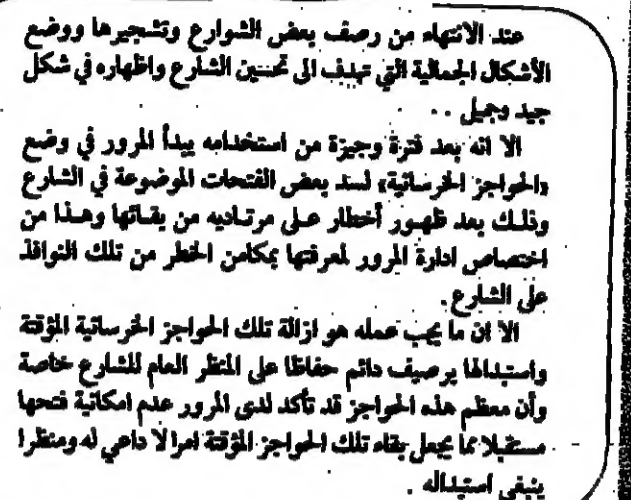 عند الانتهاء من رصف بعض الشوارع وتشجيرها ووضع
الأشكال الجمالية التي تهدف الى تحسين الشارع واظهاره في شكل
جيد وجميل . .
الا انه بعد فترة وجيزة من استخدامه يبدأ المرور في وضع
«الحواجز الخرسانية» لسد بعض الفتحات الموضوعة في الشارع
وذلك بعد ظهور أخطار على مرتاديه من بقائها وهذا من
اختصاص ادارة المرور لمعرفتها بمكامن الخطر من تلك النوافذ
على الشارع .
الا ان ما يجب عمله هو ازالة تلك الحواجز الخرسانية المؤقتة
واستبدالها برصيف دائم حفاظا على المنظر العام للشارع خاصة
وأن معظم هذه الحواجز قد تأكد لدى المرور عدم امكانية فتحها
مستقبلا مما يجعل بقاء تلك الحواجز المؤقتة امرا لا داعي له ومنظرا
ينبغي استبداله .